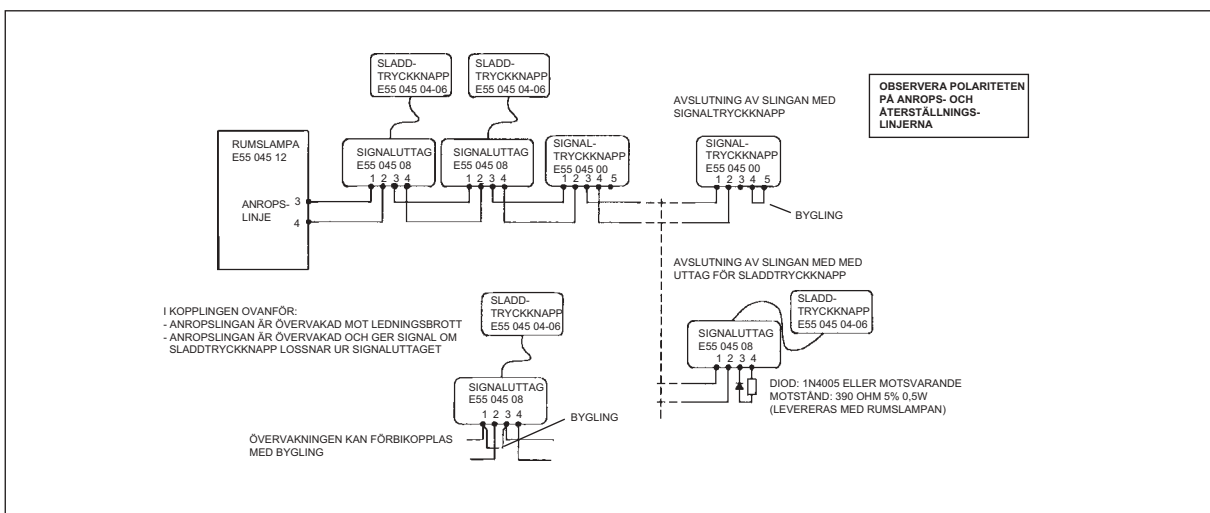 SLADD-
TRYCKKNAPP
E55 045 04-06
SLADD-
TRYCKKNAPP
E55 045 04-06
OBSERVERA POLARITETEN
PÅ ANROPS- OCH
ÅTERSTÄLLNINGS-
LINJERNA
AVSLUTNING AV SLINGAN MED
SIGNALTRYCKKNAPP
RUMSLAMPA
E55 045 12
ANROPS-
LINJE
3
4
SIGNALUTTAG
E55 045 08
1 2 3 4
SIGNALUTTAG
E55 045 08
1 2 3 4
SIGNAL-
TRYCKKNAPP
E55 045 00
1 2 3 4 5
SIGNAL-
TRYCKKNAPP
E55 045 00
1 2 3 4 5
BYGLING
AVSLUTNING AV SLINGAN MED MED
UTTAG FÖR SLADDTRYCKKNAPP
I KOPPLINGEN OVANFÖR:
- ANROPSLINGAN ÄR ÖVERVAKAD MOT LEDNINGSBROTT
- ANROPSLINGAN ÄR ÖVERVAKAD OCH GER SIGNAL OM
SLADDTRYCKKNAPP LOSSNAR UR SIGNALUTTAGET
SLADD-
TRYCKKNAPP
E55 045 04-06
SLADD-
TRYCKKNAPP
E55 045 04-06
SIGNALUTTAG
E55 045 08
1 2 3 4
DIOD: 1N4005 ELLER MOTSVARANDE
MOTSTÅND: 390 OHM 5% 0,5W
(LEVERERAS MED RUMSLAMPAN)
SIGNALUTTAG
E55 045 08
1 2 3 4
BYGLING
ÖVERVAKNINGEN KAN FÖRBIKOPPLAS
MED BYGLING